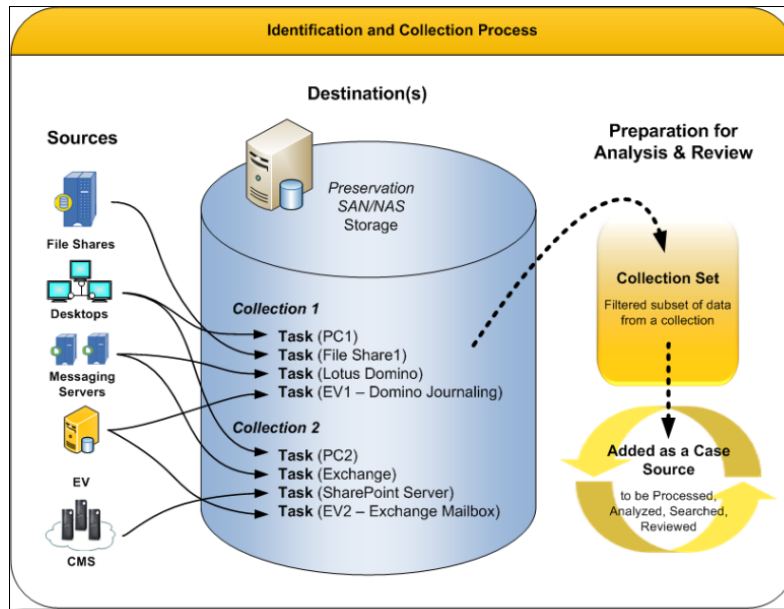 Identification and Collection Process
Destination(s)
Sources
Preparation for
Analysis & Review
Preservation
SAN/NAS
Storage
File Shares
Desktops
Messaging
Servers
EV
CMS
Collection 1
Task (PC1)
Task (File Share1)
Task (Lotus Domino)
Task (EV1 – Domino Journaling)
Collection 2
Task (PC2)
Task (Exchange)
Task (SharePoint Server)
Task (EV2 – Exchange Mailbox)
Collection Set
Filtered subset of data
from a collection
Added as a Case
Source
to be Processed,
Analyzed, Searched,
Reviewed